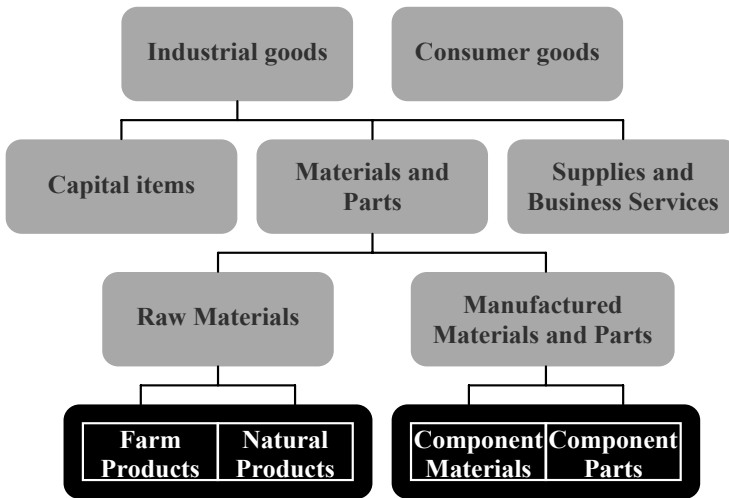 Industrial goods
Consumer goods
Capital items
Materials and
Parts
Supplies and
Business Services
Raw Materials
Manufactured
Materials and Parts
Farm
Products
Natural
Products
Component
Materials
Component
Parts